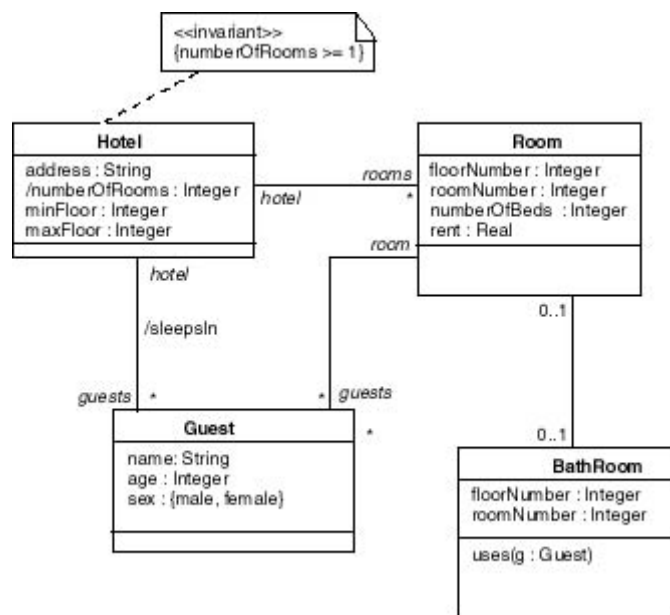 <<invariant>>
{numberOfRooms >= 1}
Hotel
address : String
/numberOfRooms : Integer
minFloor : Integer
maxFloor : Integer
Room
floorNumber : Integer
roomNumber : Integer
numberOfBeds : Integer
rent : Real
rooms
hotel
*
room
hotel
/sleepsIn
0..1
guests
*
*
guests
*
Guest
name: String
age : Integer
sex : {male, female}
0..1
BathRoom
floorNumber : Integer
roomNumber : Integer
uses(g : Guest)